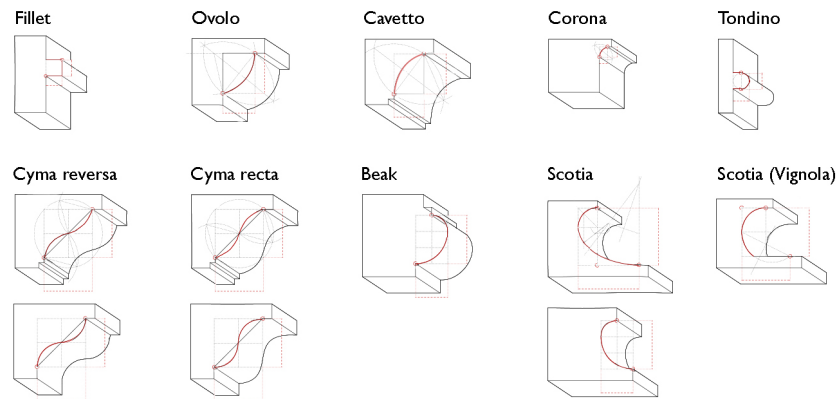 Fillet
Ovolo
Cavetto
Corona
Tondino
Cyma reversa
Cyma recta
Beak
Scotia
Scotia (Vignola)